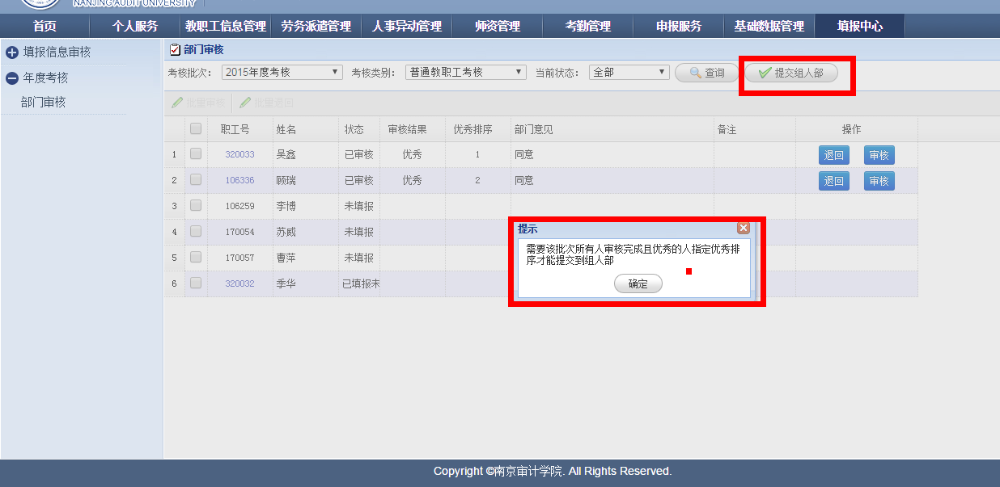 NANJING AUDIT UNIVERSITY
首页 个人服务 教职工信息管理 劳务派遣管理 人事异动管理 师资管理 考勤管理 申报服务 基础数据管理 填报中心
填报信息审核
年度考核
部门审核
部门审核
考核批次: 2015年度考核 考核类别: 普通教职工考核 当前状态: 全部 查询 提交组人部
批里审核 批里退回
职工号 姓名 状态 审核结果 优秀排序 部门意见 备注 操作
1 320033 吴鑫 已审核 优秀 1 同意 退回 审核
2 106336 顾瑞 已审核 优秀 2 同意 退回 审核
3 106259 李博 未填报
4 170054 苏威 未填报
5 170057 曹萍 未填报
6 320032 季华 已填报未
提示
需要该批次所有人审核完成且优秀的人指定优秀排
序才能提交到组人部
确定
Copyright ©南京审计学院. All Rights Reserved.